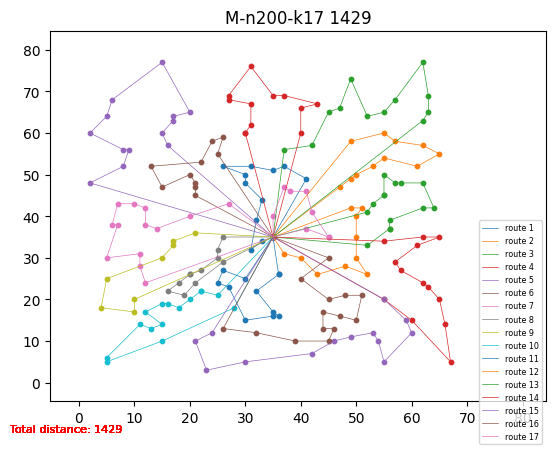 M-n200-k17 1429
80
70
60
50
40
30
20
10
0
0
10
20
30
40
50
60
70
80
route 1
route 2
route 3
route 4
route 5
route 6
route 7
route 8
route 9
route 10
route 11
route 12
route 13
route 14
route 15
route 16
route 17
Total distance: 1429